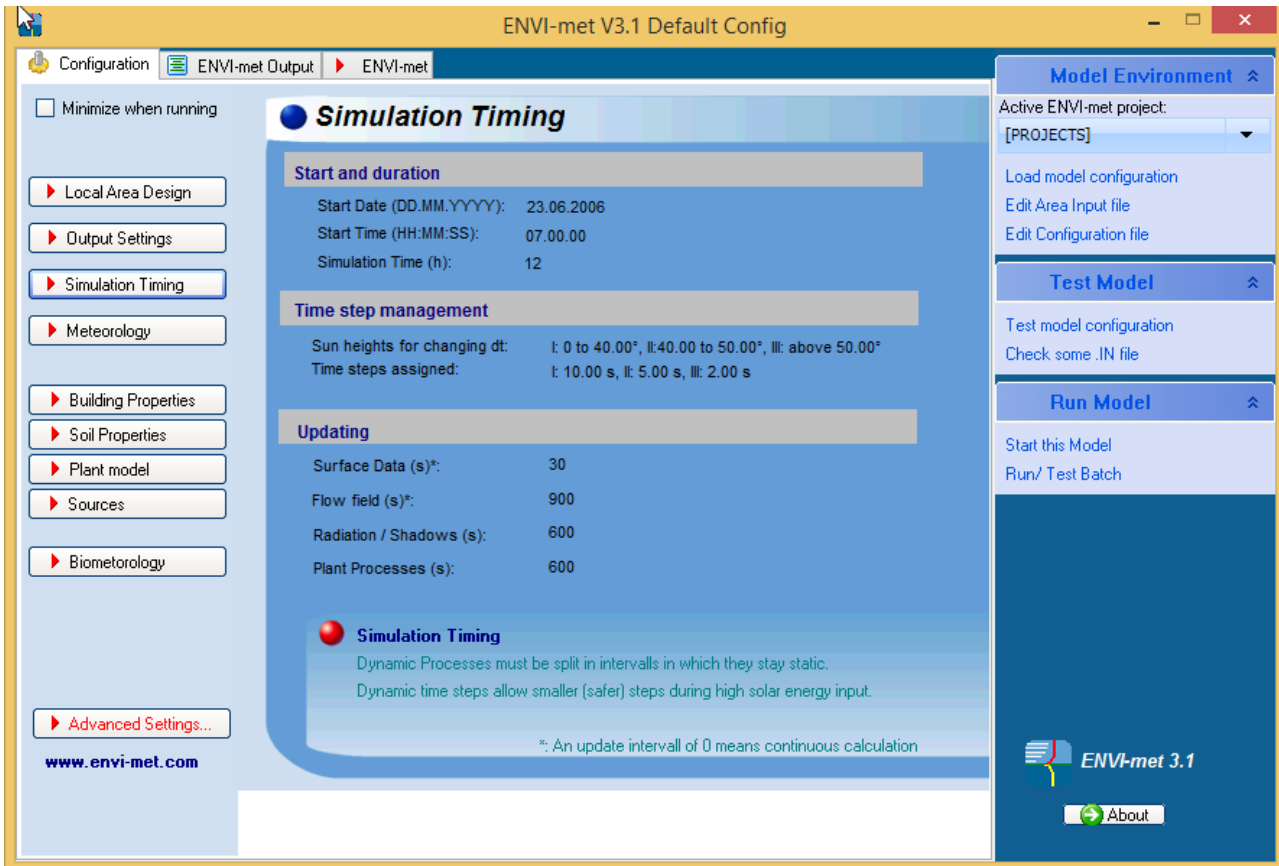 ENVI-met V3.1 Default Config
Configuration
ENVI-met Output
ENVI-met
Minimize when running
Local Area Design
Output Settings
Simulation Timing
Meteorology
Building Properties
Soil Properties
Plant model
Sources
Biometorology
Advanced Settings...
www.envi-met.com
Simulation Timing
Start and duration
Start Date (DD.MM.YYYY): 23.06.2006
Start Time (HH:MM:SS): 07.00.00
Simulation Time (h): 12
Time step management
Sun heights for changing dt: I: 0 to 40.00°, II:40.00 to 50.00°, III: above 50.00°
Time steps assigned: I: 10.00 s, II: 5.00 s, III: 2.00 s
Updating
Surface Data (s)*: 30
Flow field (s)*: 900
Radiation / Shadows (s): 600
Plant Processes (s): 600
Simulation Timing
Dynamic Processes must be split in intervalls in which they stay static.
Dynamic time steps allow smaller (safer) steps during high solar energy input.
*: An update intervall of 0 means continuous calculation
Model Environment
Active ENVI-met project:
[PROJECTS]
Load model configuration
Edit Area Input file
Edit Configuration file
Test Model
Test model configuration
Check some .IN file
Run Model
Start this Model
Run/ Test Batch
ENVI-met 3.1
About